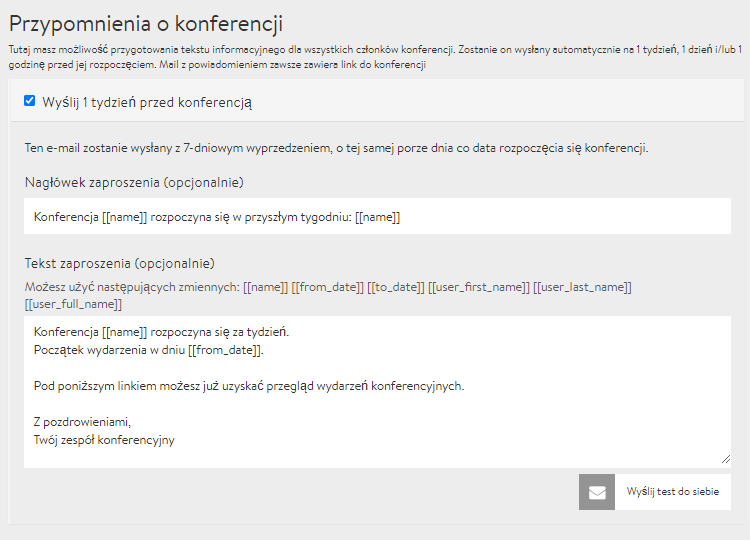 Przypomnienia o konferencji
Tutaj masz możliwość przygotowania tekstu informacyjnego dla wszystkich członków konferencji. Zostanie on wysłany automatycznie na 1 tydzień, 1 dzień i/lub 1
godzinę przed jej rozpoczęciem. Mail z powiadomieniem zawsze zawiera link do konferencji
Wyślij 1 tydzień przed konferencją
Ten e-mail zostanie wysłany z 7-dniowym wyprzedzeniem, o tej samej porze dnia co data rozpoczęcia się konferencji.
Nagłówek zaproszenia (opcjonalnie)
Konferencja [[name]] rozpoczyna się w przyszłym tygodniu: [[name]]
Tekst zaproszenia (opcjonalnie)
Możesz użyć następujących zmiennych: [[name]] [[from_date]] [[to_date]] [[user_first_name]] [[user_last_name]]
[[user_full_name]]
Konferencja [[name]] rozpoczyna się za tydzień.
Początek wydarzenia w dniu [[from_date]].
Pod poniższym linkiem możesz już uzyskać przegląd wydarzeń konferencyjnych.
Z pozdrowieniami,
Twój zespół konferencyjny
Wyślij test do siebie